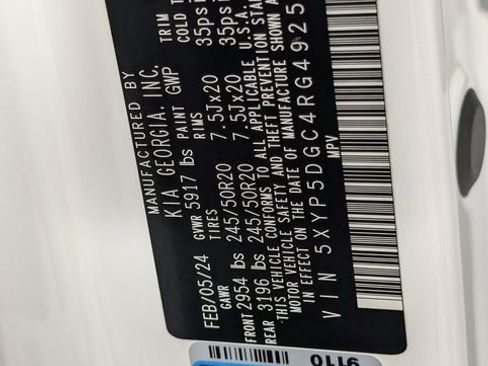 MANUFACTURED BY
KIA GEORGIA, INC.
FEB/05/24 GVWR 5917 lbs PAINT GWP TRIM
GAWR TIRES RIMS COLD T
FRONT 2954 lbs 245/50R20 7.5Jx20 35psi
REAR 3196 lbs 245/50R20 7.5Jx20 35psi
THIS VEHICLE CONFORMS TO ALL APPLICABLE U.S.A.
MOTOR VEHICLE SAFETY AND THEFT PREVENTION STA
IN EFFECT ON THE DATE OF MANUFACTURE SHOWN A
VIN 5XYP5DGC4RG4925
MPV
9110